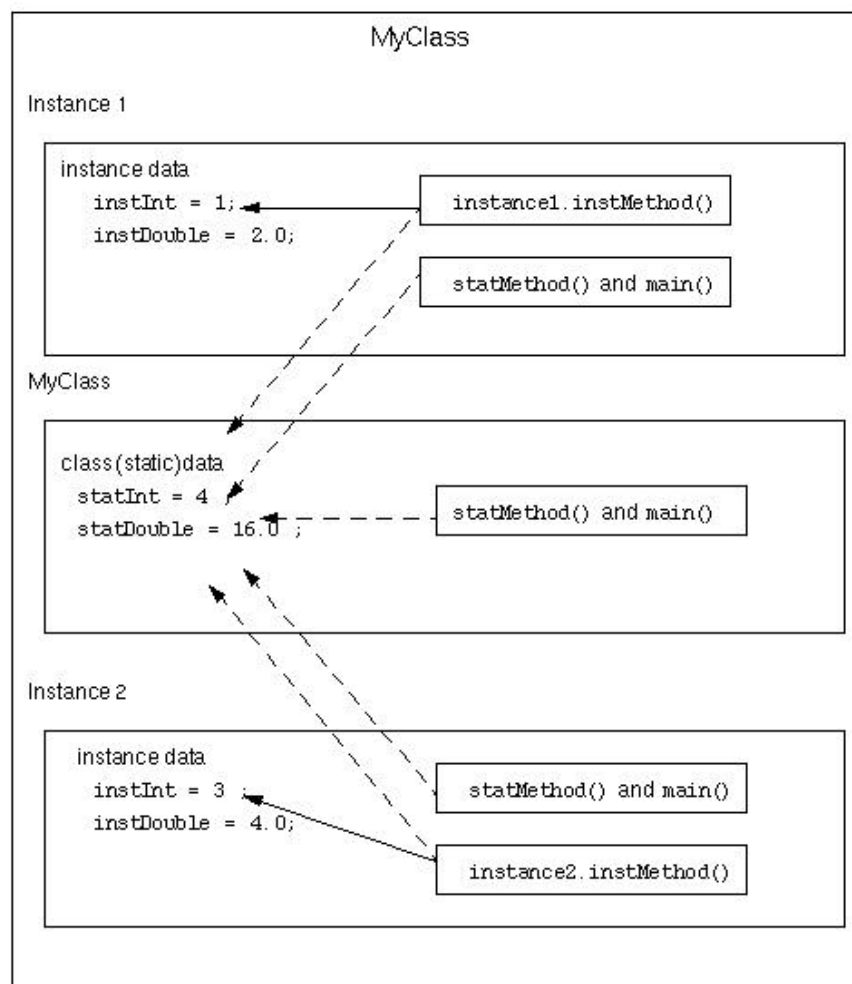 MyClass
Instance 1
instance data
instInt = 1;
instDouble = 2.0;
instance1.instMethod()
statMethod() and main()
MyClass
class(static)data
statInt = 4
statDouble = 16.0 ;
statMethod() and main()
Instance 2
instance data
instInt = 3 ;
instDouble = 4.0;
statMethod() and main()
instance2.instMethod()